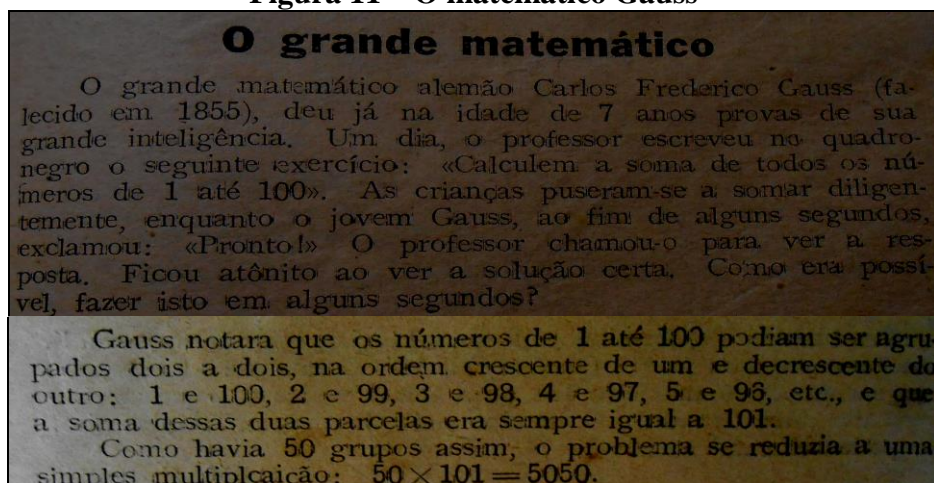 Figura 11 – O matemático Gauss
O grande matemático
O grande matemático alemão Carlos Frederico Gauss (fa-
lecido em 1855), deu já na idade de 7 anos provas de sua
grande inteligência. Um dia, o professor escreveu no quadro-
negro o seguinte exercício: «Calculem a soma de todos os nú-
meros de 1 até 100». As crianças puseram-se a somar diligen-
temente, enquanto o jovem Gauss, ao fim de alguns segundos,
exclamou: «Pronto!» O professor chamou-o para ver a res-
posta. Ficou atônito ao ver a solução certa. Como era possí-
vel, fazer isto em alguns segundos?
Gauss notara que os números de 1 até 100 podiam ser agru-
pados dois a dois, na ordem crescente de um e decrescente do
outro: 1 e 100, 2 e 99, 3 e 98, 4 e 97, 5 e 96, etc., e que
a soma dessas duas parcelas era sempre igual a 101.
Como havia 50 grupos assim, o problema se reduzia a uma
simples multiplcaição: 50 × 101 = 5050.